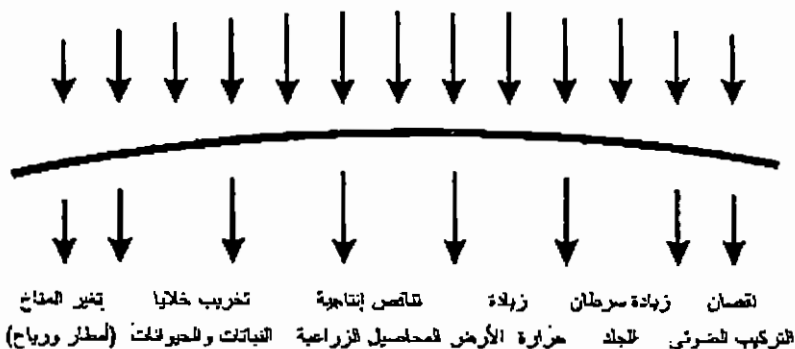 نقصان زيادة سرطان زيادة تناقص إنتاجية تخريب خلايا تغير المناخ
التركيب الضوئي الجلد حرارة الأرض المحاصيل الزراعية النباتات والحيوانات (أمطار ورياح)